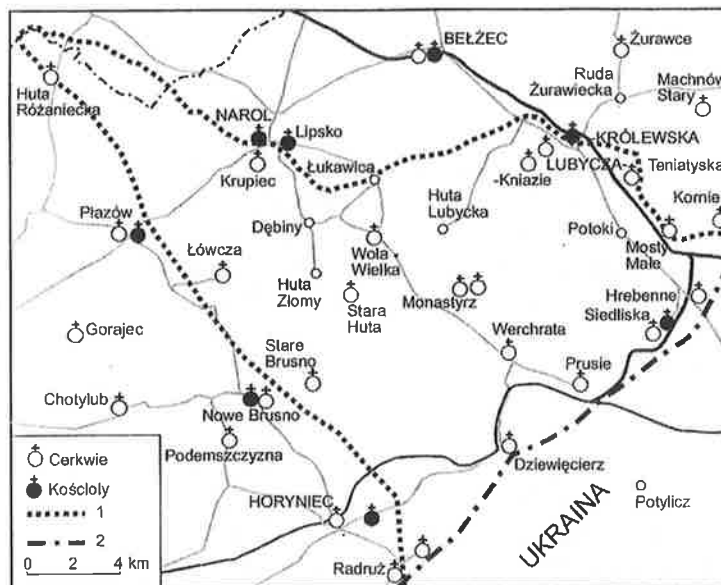 BEŁŻEC
Żurawce
Huta
Różaniecka
Ruda
Żurawiecka
Machnów
Stary
NAROL
Lipsko
-KRÓLEWSKA
LUBYCZA-
Krupiec
Łukawica
-Kniazie
Teniatyska
Kornie
Huta
Lubycka
Płazów
Dębiny
Potoki
Mosty
Małe
Łówcza
Wola
Wielka
Huta
Złomy
Stara
Huta
Monastyrz
Hrebenne
Siedliska
Gorajec
Werchrata
Stare
Brusno
Prusie
Chotylub
Nowe Brusno
Podemszczyzna
Dziewięcierz
HORYNIEC
Potylicz
UKRAINA
Radruż
Cerkwie
Kościoly
1
2
0 2 4 km